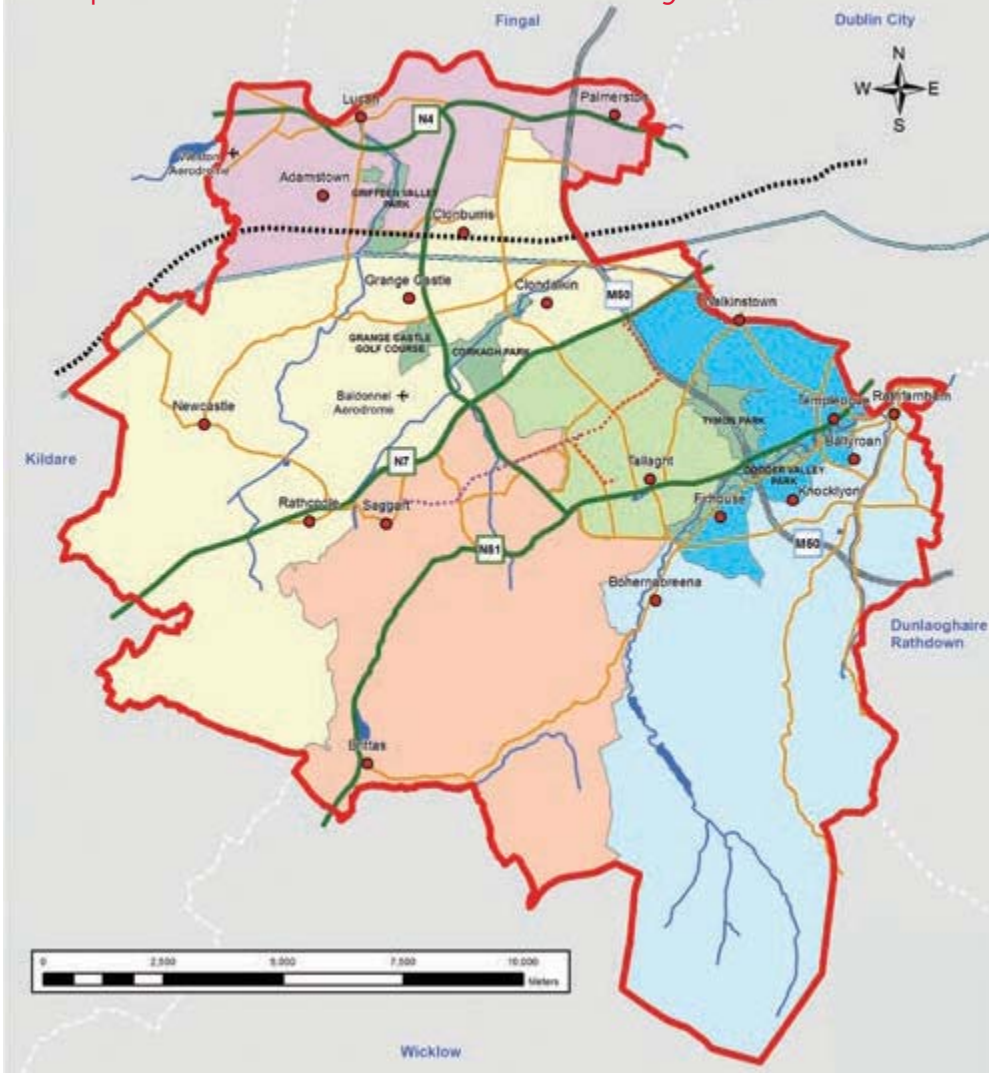 Fingal
Dublin City
N
W
E
S
Lucan
N4
Palmerston
Weston
Aerodrome
Adamstown
GRIFFEEN VALLEY
PARK
Clonburris
Grange Castle
Clondalkin
M50
Walkinstown
GRANGE CASTLE
GOLF COURSE
CORKAGH PARK
Baldonnel
Aerodrome
Newcastle
TYMON PARK
Templeogue
Rathfarnham
Ballyroan
Kildare
N7
Tallaght
DODDER VALLEY
PARK
Knocklyon
Rathcoole
Saggart
Firhouse
N81
M50
Bohernabreena
Dunlaoghaire
Rathdown
Brittas
0
2,500
5,000
7,500
10,000
Meters
Wicklow